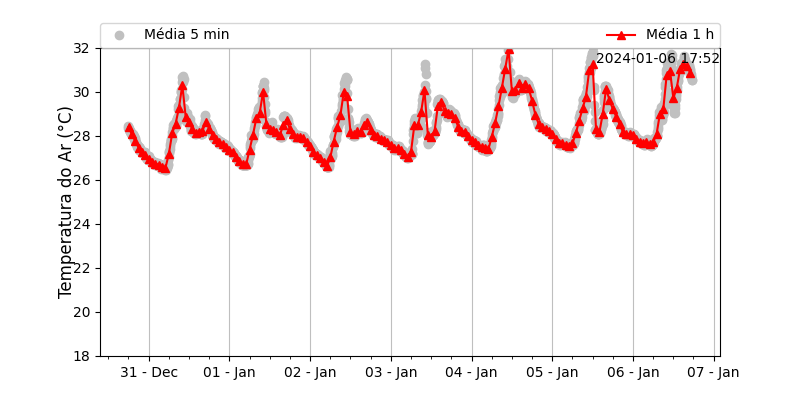 Média 5 min
Média 1 h
2024-01-06 17:52
Temperatura do Ar (°C)
32
30
28
26
24
22
20
18
31 - Dec
01 - Jan
02 - Jan
03 - Jan
04 - Jan
05 - Jan
06 - Jan
07 - Jan